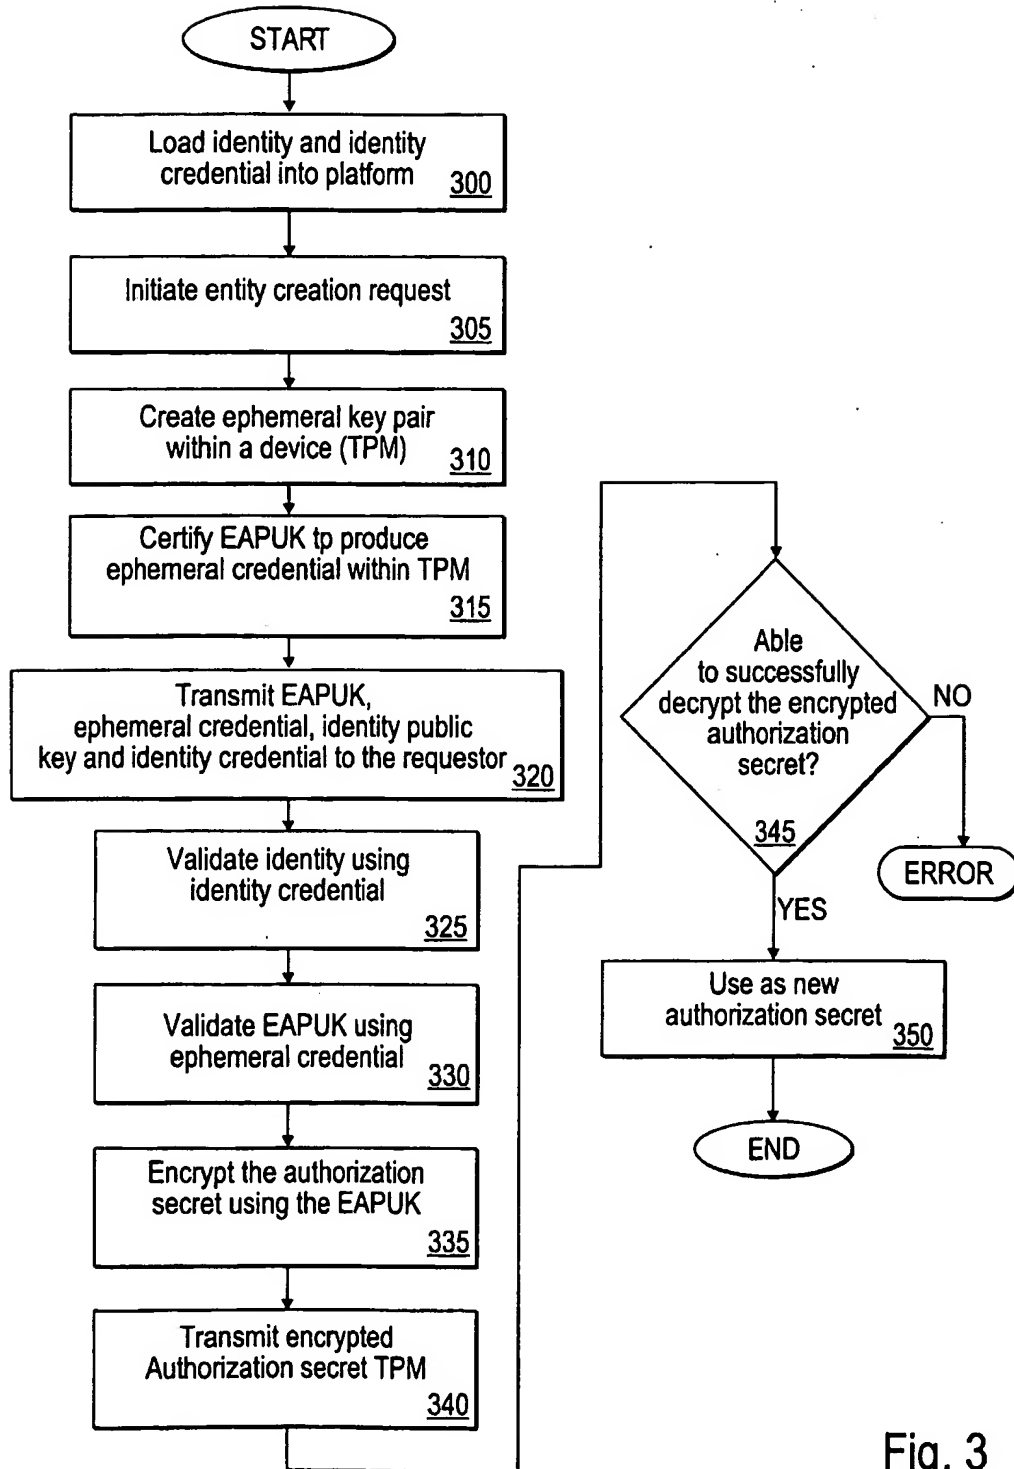 START
Load identity and identity
credential into platform
300
Initiate entity creation request
305
Create ephemeral key pair
within a device (TPM)
310
Certify EAPUK tp produce
ephemeral credential within TPM
315
Transmit EAPUK,
ephemeral credential, identity public
key and identity credential to the requestor
320
Validate identity using
identity credential
325
Validate EAPUK using
ephemeral credential
330
Encrypt the authorization
secret using the EAPUK
335
Transmit encrypted
Authorization secret TPM
340
Able
to successfully
decrypt the encrypted
authorization
secret?
345
NO
ERROR
YES
Use as new
authorization secret
350
END
Fig. 3